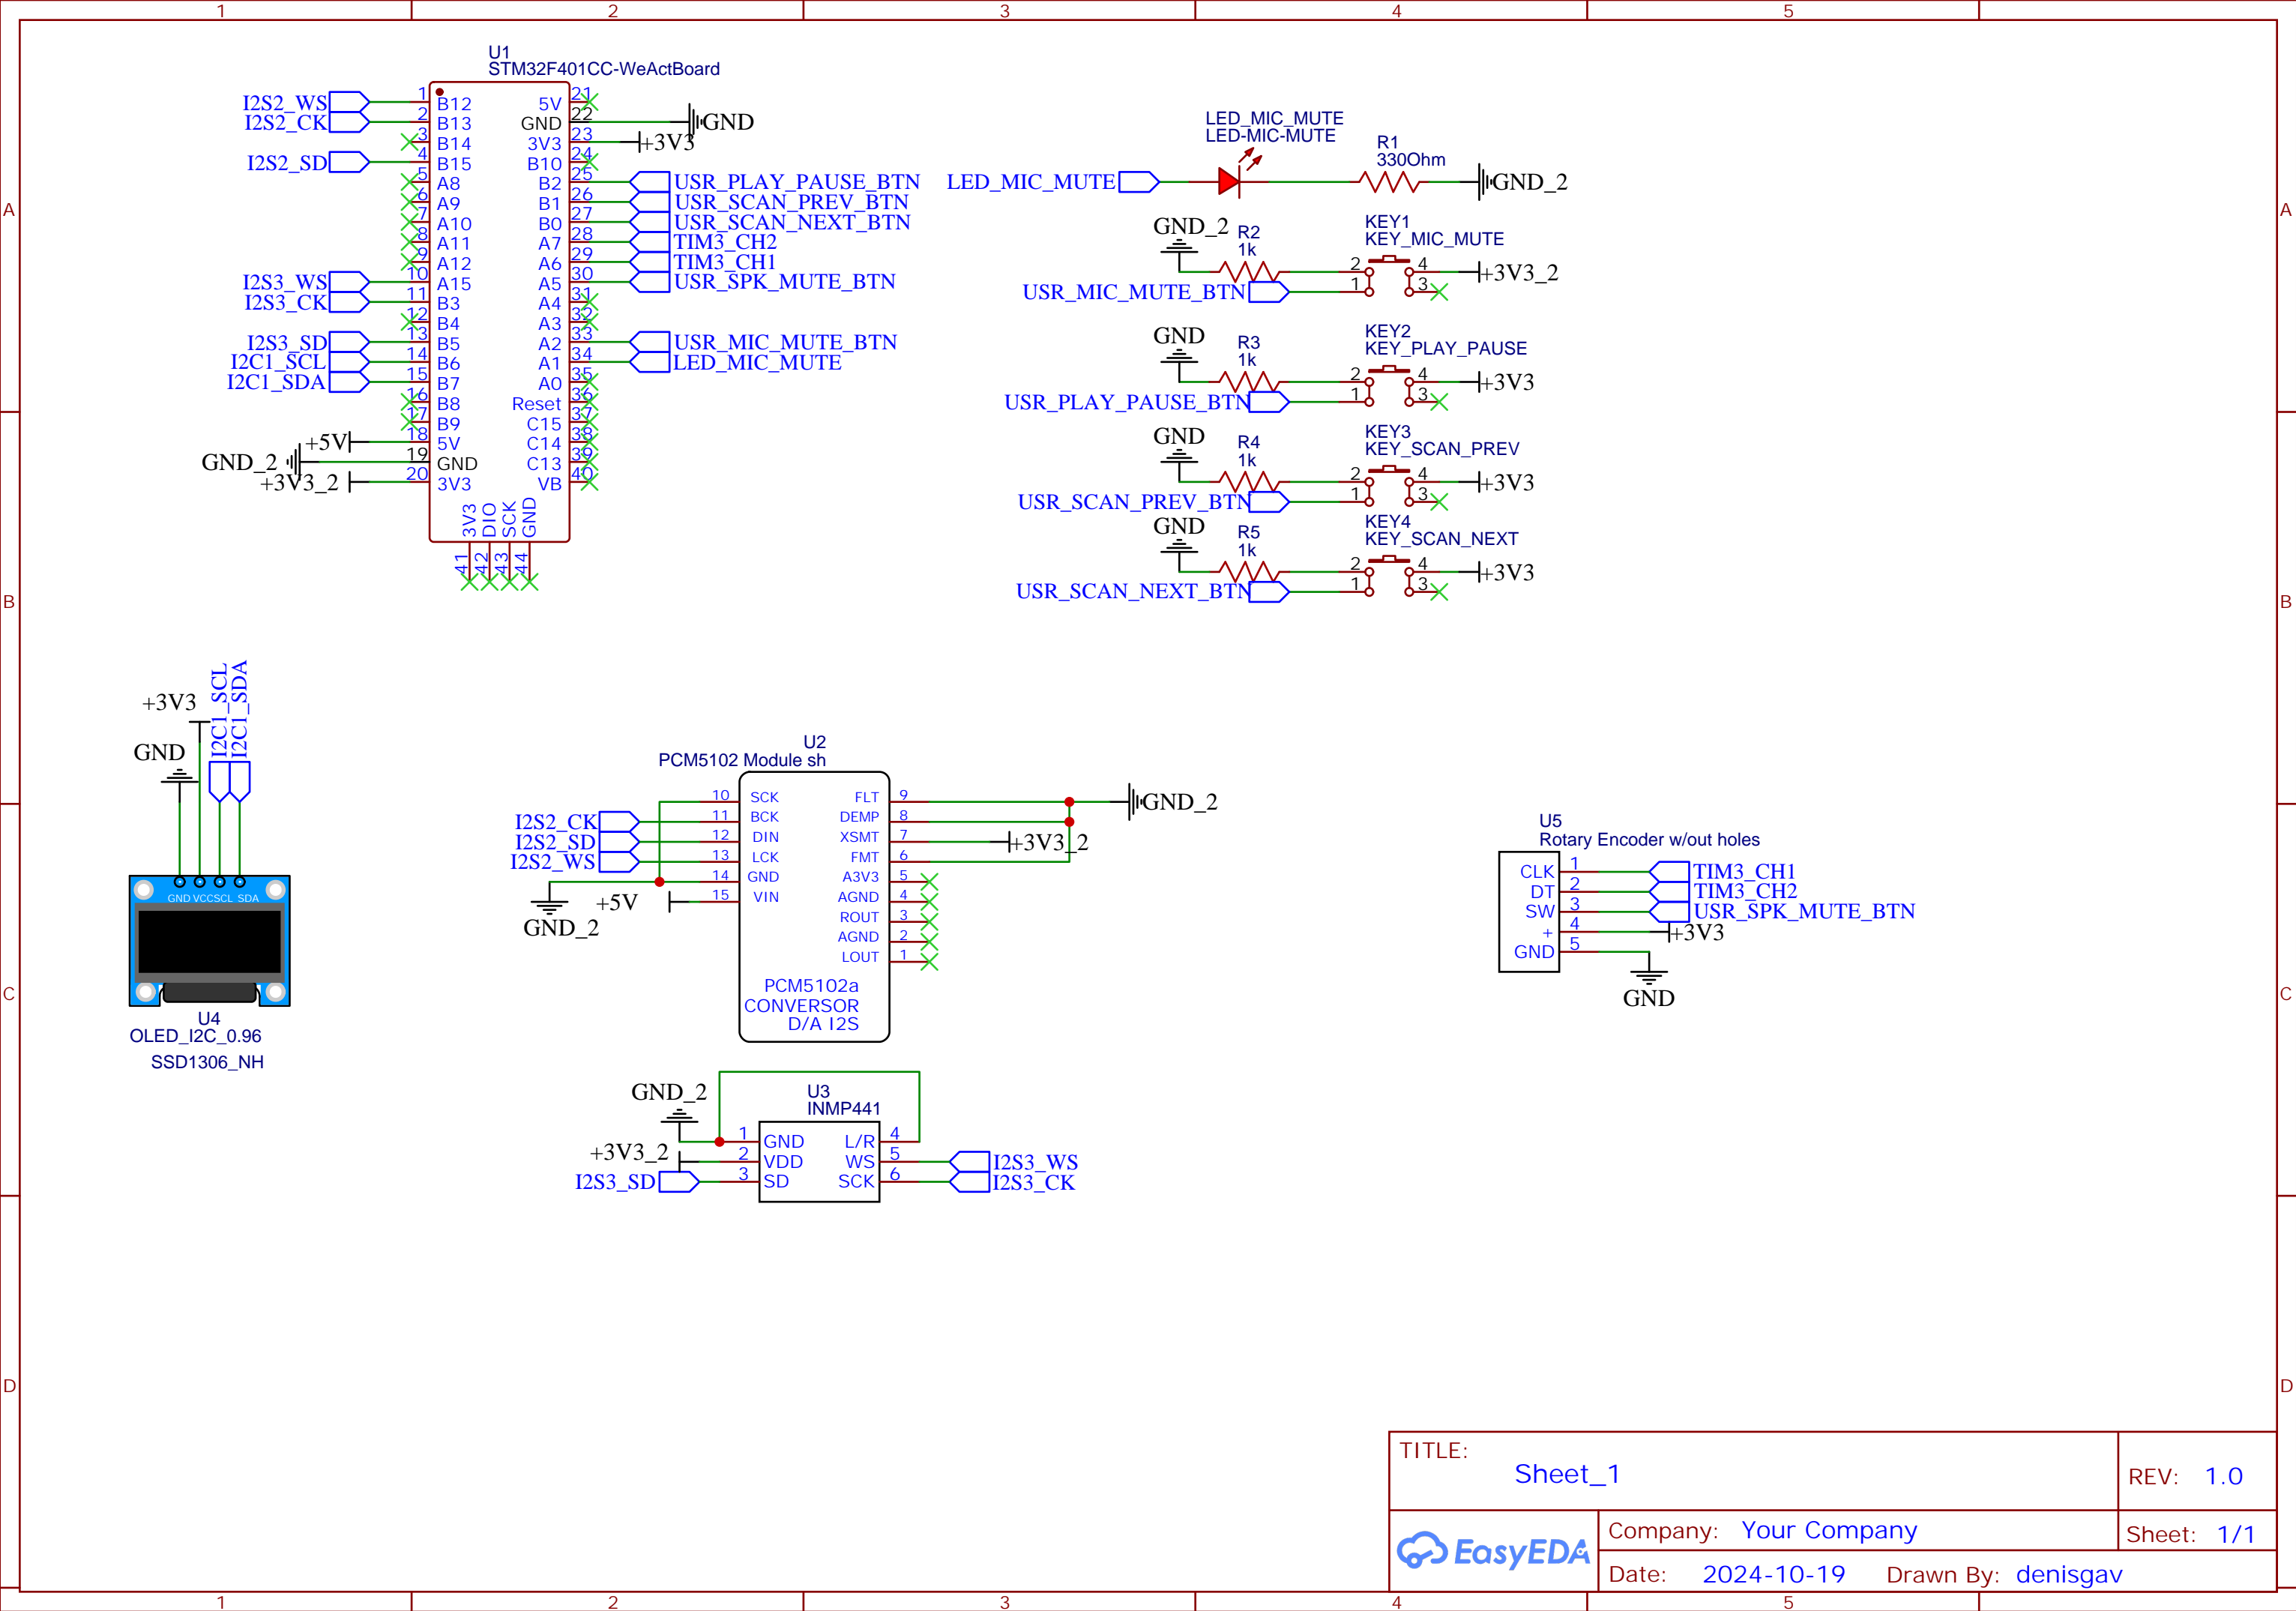 1 2 3 4 5
A
B
C
D
A
B
C
D
1 2 3 4 5
U1
STM32F401CC-WeActBoard
I2S2_WS 1 B12 5V 21
I2S2_CK 2 B13 GND 22 GND
3 B14 3V3 23 +3V3
I2S2_SD 4 B15 B10 24
5 A8 B2 25 USR_PLAY_PAUSE_BTN
6 A9 B1 26 USR_SCAN_PREV_BTN
7 A10 B0 27 USR_SCAN_NEXT_BTN
8 A11 A7 28 TIM3_CH2
9 A12 A6 29 TIM3_CH1
I2S3_WS 10 A15 A5 30 USR_SPK_MUTE_BTN
I2S3_CK 11 B3 A4 31
12 B4 A3 32
I2S3_SD 13 B5 A2 33 USR_MIC_MUTE_BTN
I2C1_SCL 14 B6 A1 34 LED_MIC_MUTE
I2C1_SDA 15 B7 A0 35
16 B8 Reset 36
17 B9 C15 37
+5V 18 5V C14 38
GND_2 19 GND C13 39
+3V3_2 20 3V3 VB 40
3V3 DIO SCK GND
41 42 43 44
LED_MIC_MUTE
LED-MIC-MUTE
R1
330Ohm
LED_MIC_MUTE GND_2
GND_2 R2
1k
KEY1
KEY_MIC_MUTE
2 4 +3V3_2
USR_MIC_MUTE_BTN 1 3
GND R3
1k
KEY2
KEY_PLAY_PAUSE
2 4 +3V3
USR_PLAY_PAUSE_BTN 1 3
GND R4
1k
KEY3
KEY_SCAN_PREV
2 4 +3V3
USR_SCAN_PREV_BTN 1 3
GND R5
1k
KEY4
KEY_SCAN_NEXT
2 4 +3V3
USR_SCAN_NEXT_BTN 1 3
+3V3
GND
I2C1_SCL
I2C1_SDA
GND VCC SCL SDA
U4
OLED_I2C_0.96
SSD1306_NH
U2
PCM5102 Module sh
10 SCK FLT 9 GND_2
I2S2_CK 11 BCK DEMP 8
I2S2_SD 12 DIN XSMT 7 +3V3_2
I2S2_WS 13 LCK FMT 6
14 GND A3V3 5
+5V 15 VIN AGND 4
GND_2
ROUT 3
AGND 2
LOUT 1
PCM5102a
CONVERSOR
D/A I2S
GND_2
U3
INMP441
1 GND L/R 4
+3V3_2 2 VDD WS 5 I2S3_WS
I2S3_SD 3 SD SCK 6 I2S3_CK
U5
Rotary Encoder w/out holes
CLK 1 TIM3_CH1
DT 2 TIM3_CH2
SW 3 USR_SPK_MUTE_BTN
+ 4 +3V3
GND 5
GND
TITLE:
Sheet_1
REV: 1.0
EasyEDA
Company: Your Company
Sheet: 1/1
Date: 2024-10-19 Drawn By: denisgav